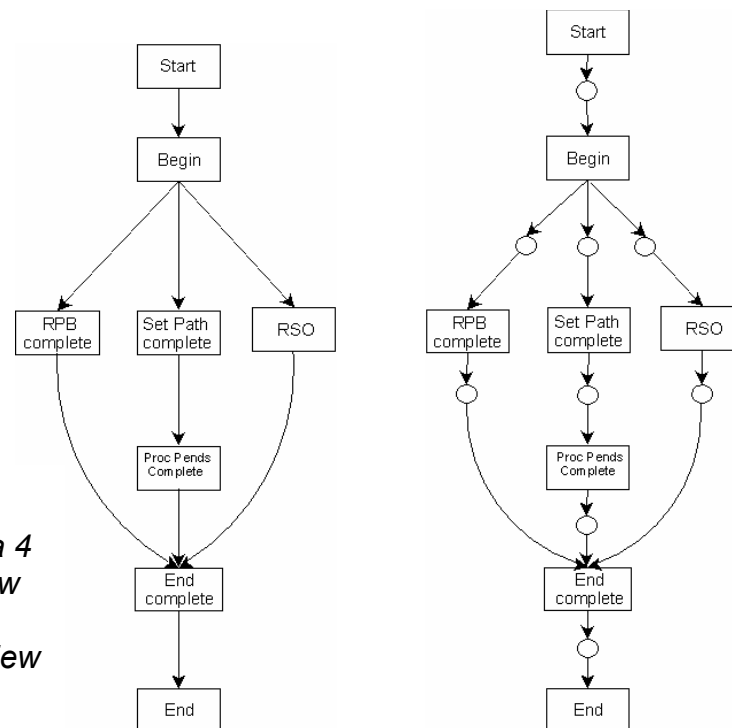 Start
Begin
RPB
complete
Set Path
complete
RSO
Proc Pends
Complete
End
complete
End
Start
Begin
RPB
complete
Set Path
complete
RSO
Proc Pends
Complete
End
complete
End
4